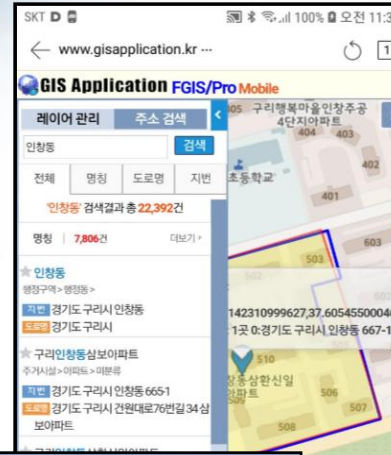 SKT D 100% 오전 11:3
www.gisapplication.kr ···
GIS Application FGIS/Pro Mobile
레이어 관리 주소 검색 <
인창동 검색
전체 명칭 도로명 지번
'인창동' 검색결과 총 22,392건
명칭 | 7,806건 더보기 ▸
★ 인창동
행정구역 > 행정동 >
지번 경기도 구리시 인창동
도로명 경기도 구리시
★ 구리인창동삼보아파트
주거시설 > 아파트 > 미분류
지번 경기도 구리시 인창동 665-1
도로명 경기도 구리시 건원대로76번길 34 삼
보아파트
05 구리행복마을인창주공
4단지아파트
404 403
402
초등학교
401
603
503
502
142310999627,37.6054550004
1곳 0:경기도 구리시 인창동 667-1
510
창동삼환신일
아파트
506
507
508